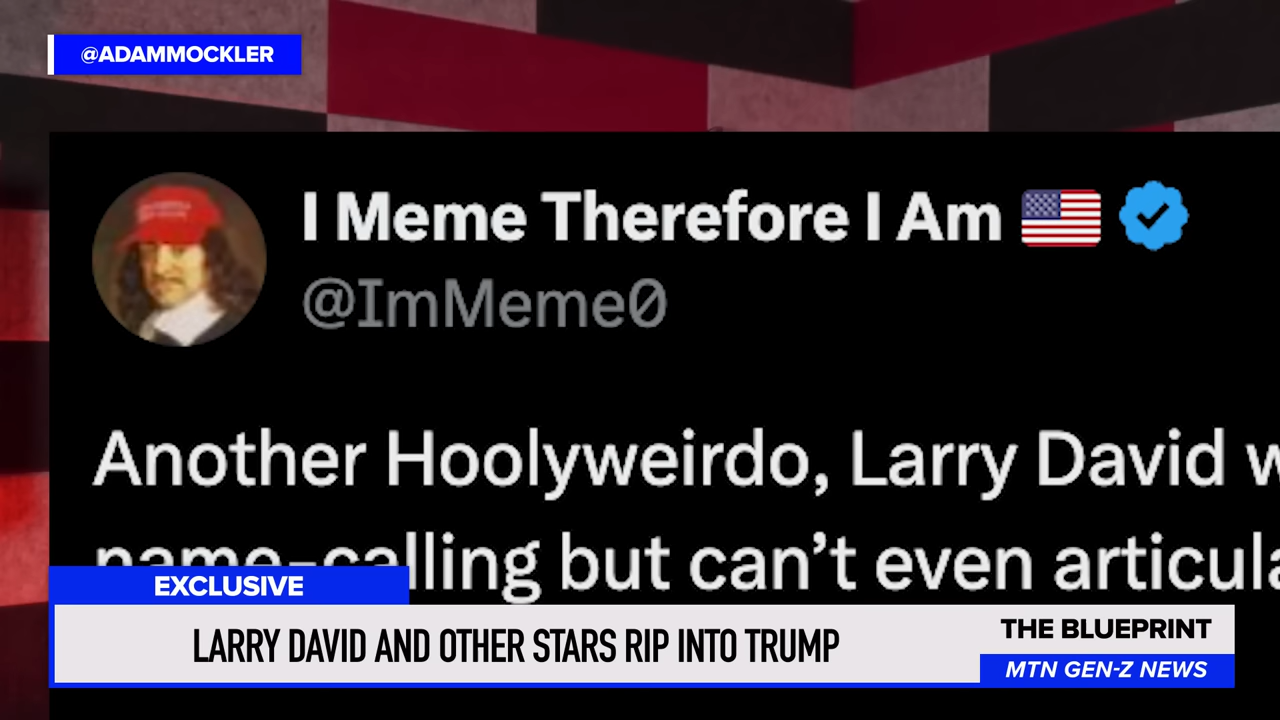 @ADAMMOCKLER
I Meme Therefore I Am
@ImMeme0
Another Hoolyweirdo, Larry David
name-calling but can't even
EXCLUSIVE
LARRY DAVID AND OTHER STARS RIP INTO TRUMP
THE BLUEPRINT
MTN GEN-Z NEWS